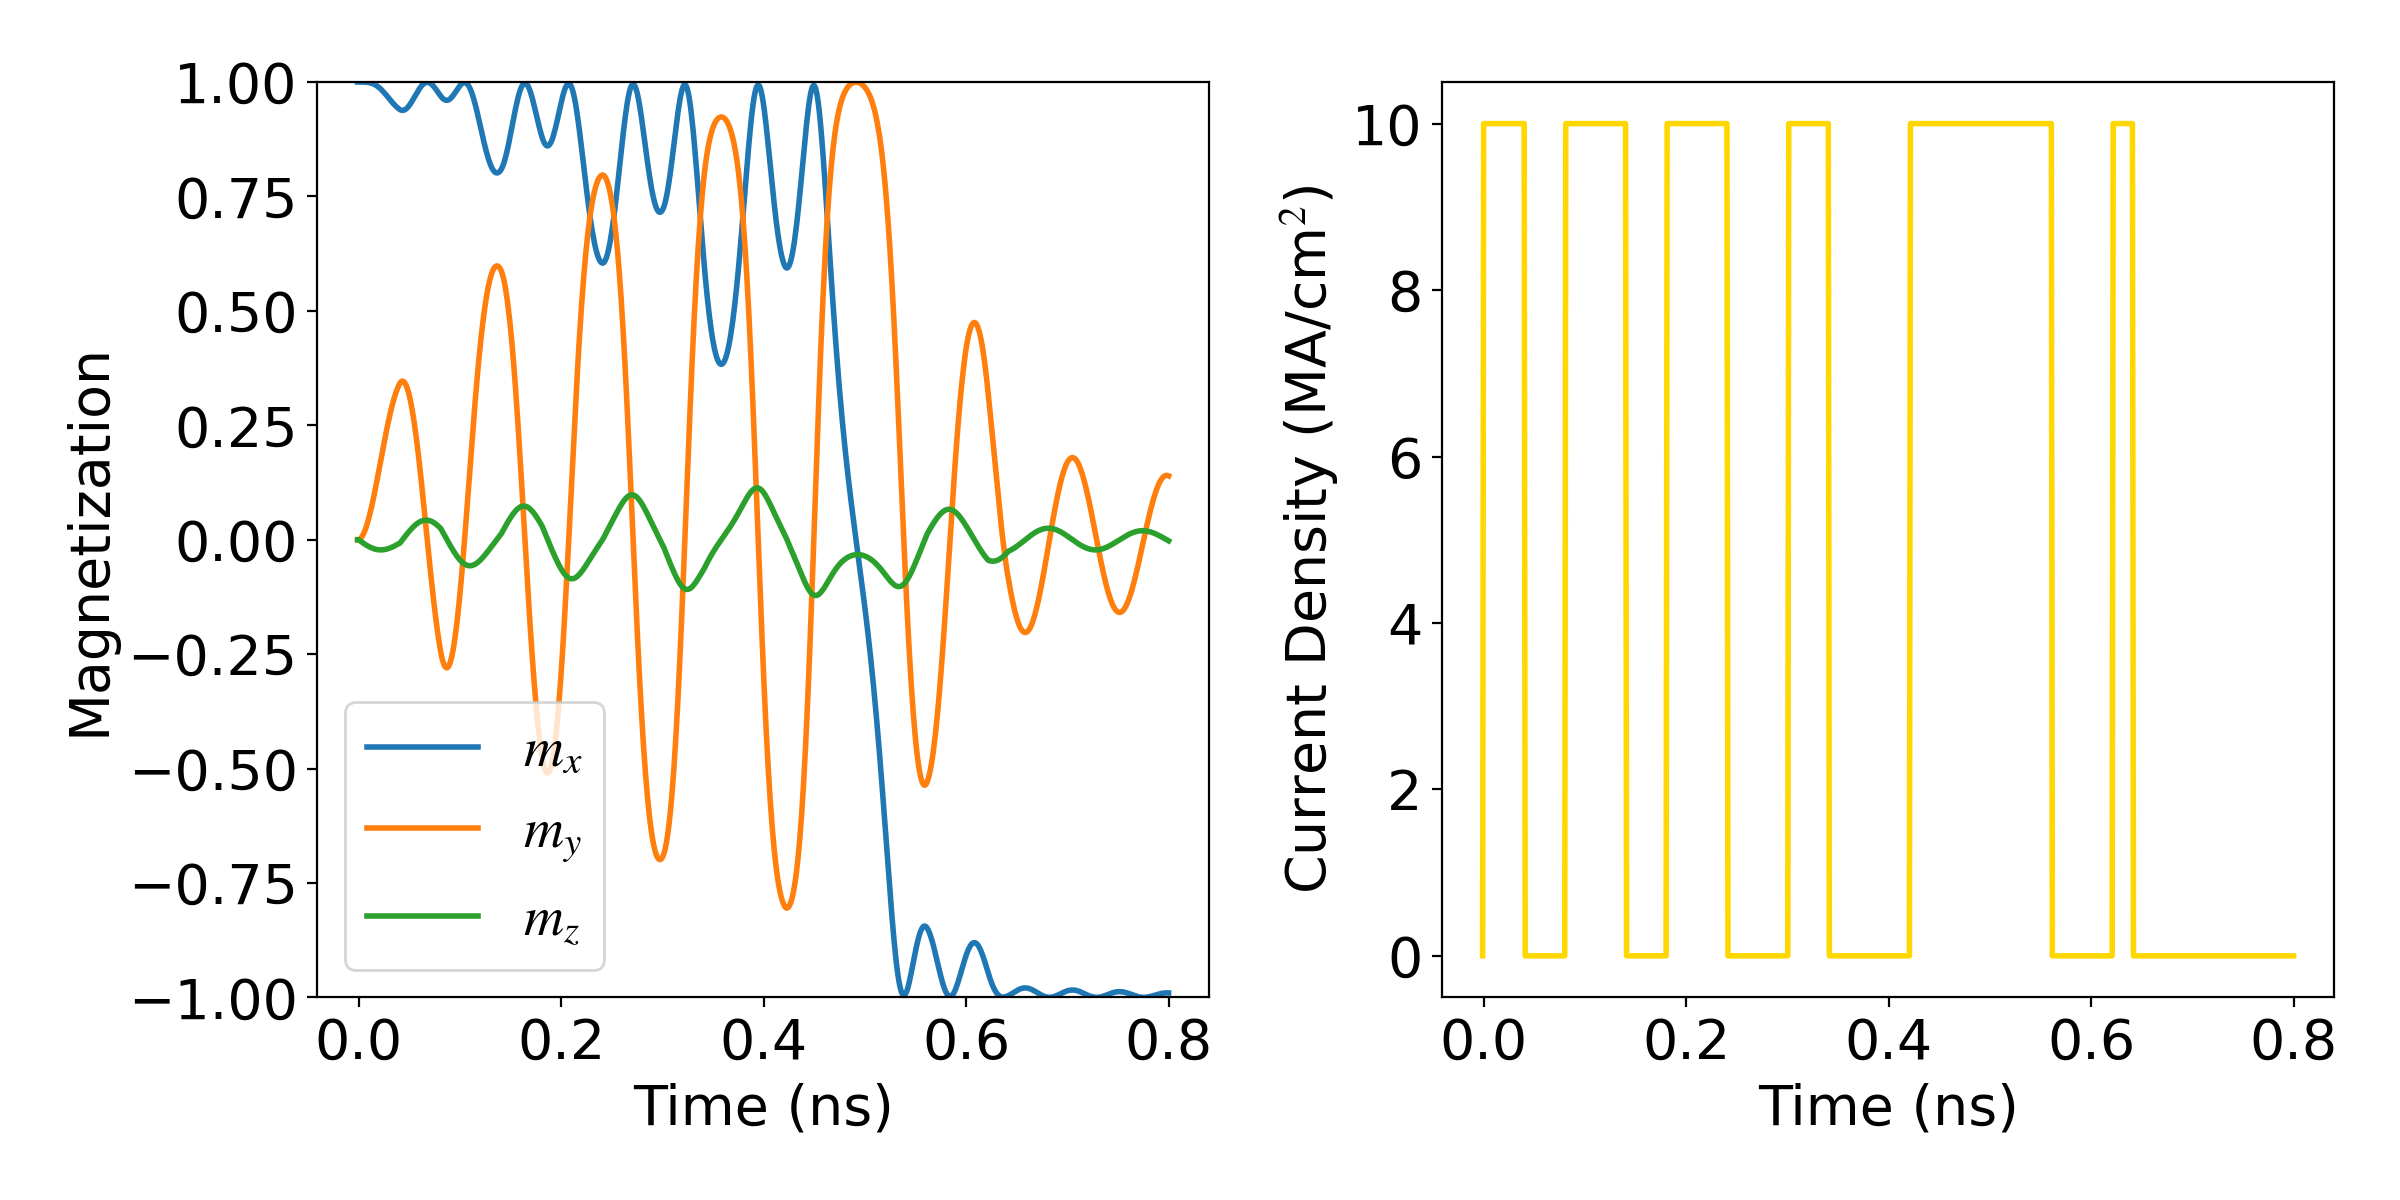 1.00
0.75
0.50
0.25
0.00
−0.25
−0.50
−0.75
−1.00
Magnetization
m_x
m_y
m_z
0.0 0.2 0.4 0.6 0.8
Time (ns)
10
8
6
4
2
0
Current Density (MA/cm²)
0.0 0.2 0.4 0.6 0.8
Time (ns)